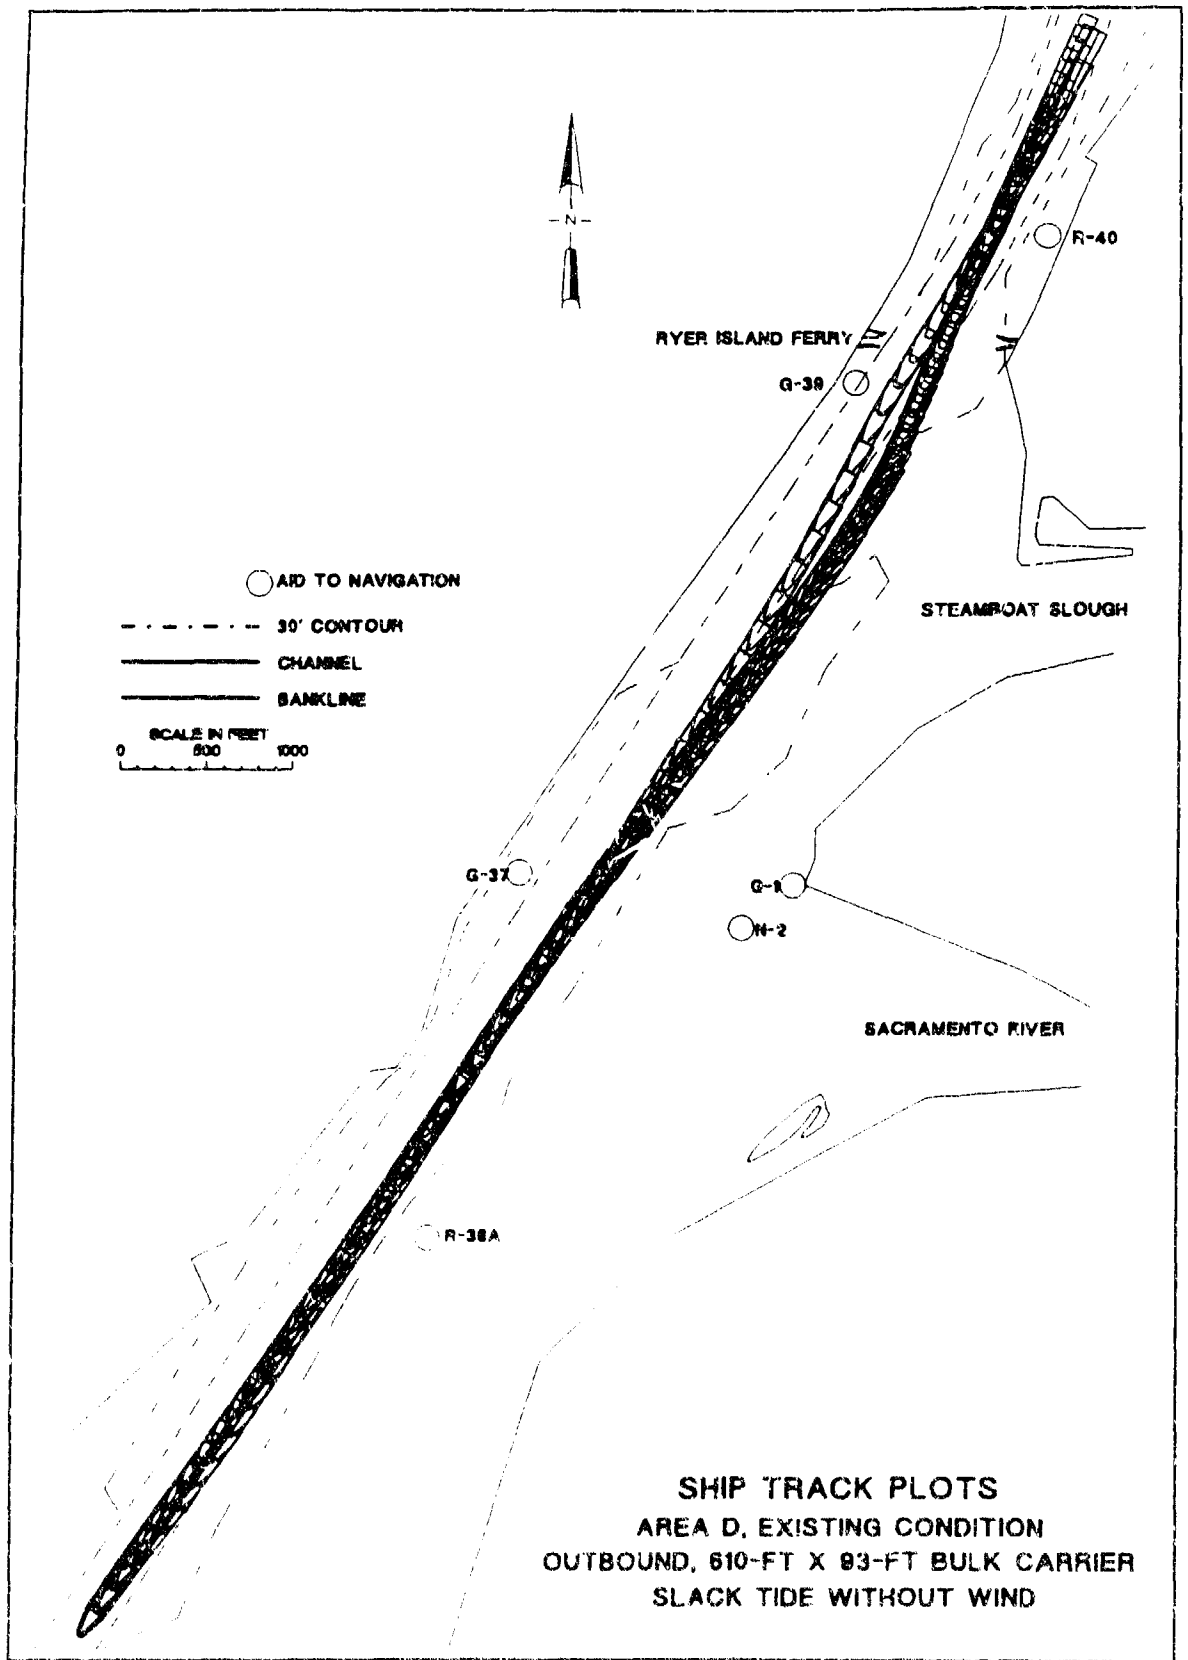 R-40
-N-
RYER ISLAND FERRY
G-39
AID TO NAVIGATION
30' CONTOUR
CHANNEL
BANKLINE
SCALE IN FEET
0 500 1000
STEAMBOAT SLOUGH
G-37
G-1
N-2
SACRAMENTO RIVER
R-38A
SHIP TRACK PLOTS
AREA D, EXISTING CONDITION
OUTBOUND, 610-FT X 93-FT BULK CARRIER
SLACK TIDE WITHOUT WIND